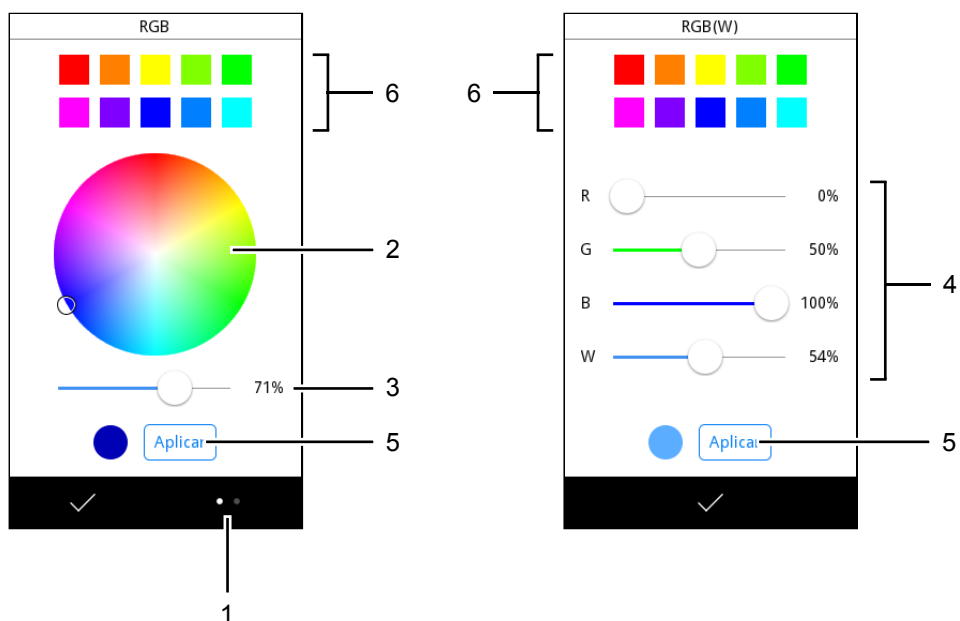 RGB
6
2
71%
3
Aplicar
5
1
RGB(W)
6
R 0%
G 50%
B 100%
W 54%
4
Aplicar
5